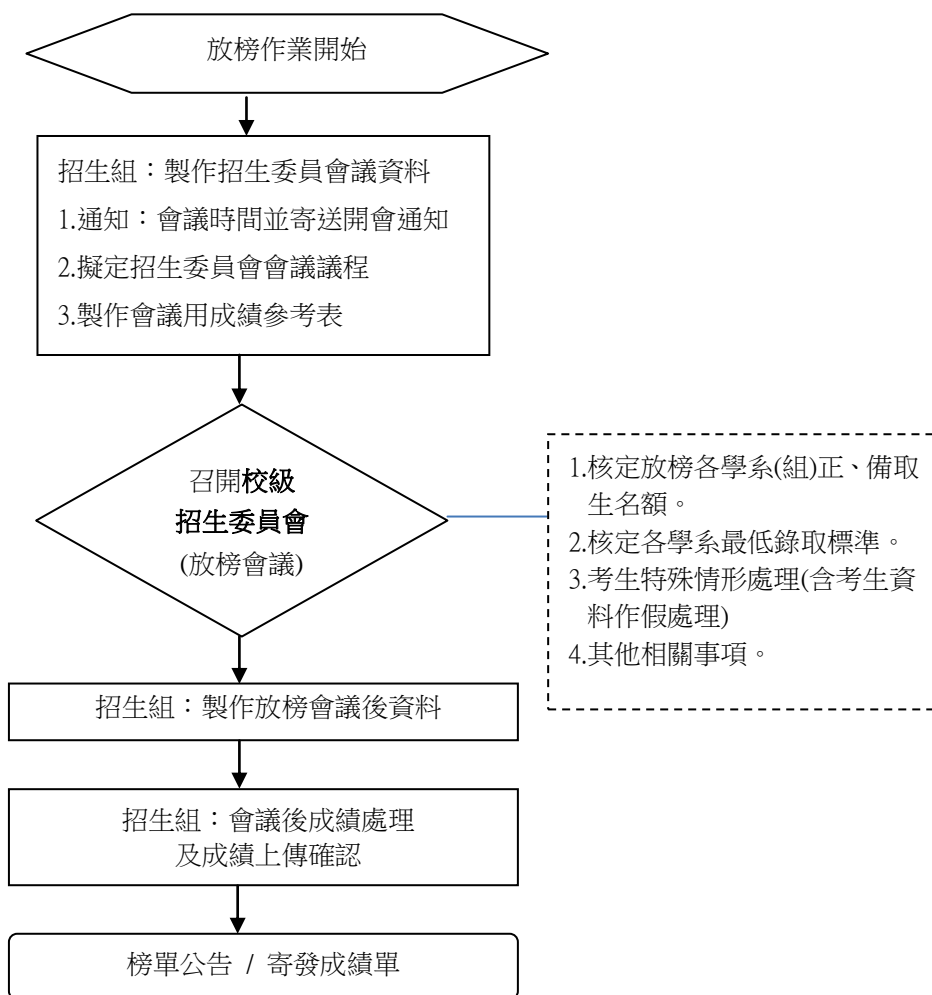 放榜作業開始
招生組：製作招生委員會議資料
1.通知：會議時間並寄送開會通知
2.擬定招生委員會會議議程
3.製作會議用成績參考表
召開校級
招生委員會
(放榜會議)
1.核定放榜各學系(組)正、備取
生名額。
2.核定各學系最低錄取標準。
3.考生特殊情形處理(含考生資
料作假處理)
4.其他相關事項。
招生組：製作放榜會議後資料
招生組：會議後成績處理
及成績上傳確認
榜單公告 / 寄發成績單